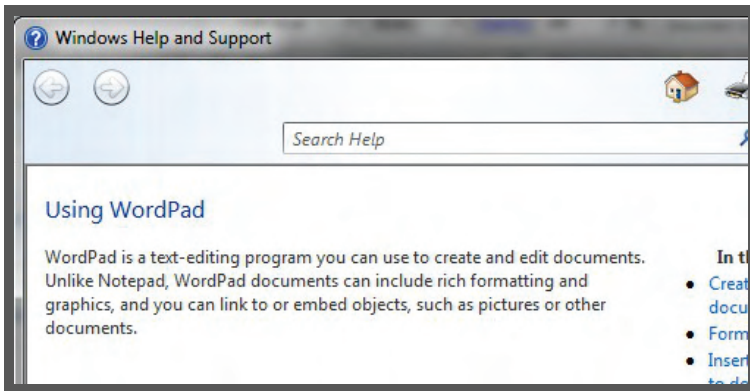 Windows Help and Support
Search Help
Using WordPad
WordPad is a text-editing program you can use to create and edit documents.
Unlike Notepad, WordPad documents can include rich formatting and
graphics, and you can link to or embed objects, such as pictures or other
documents.
In